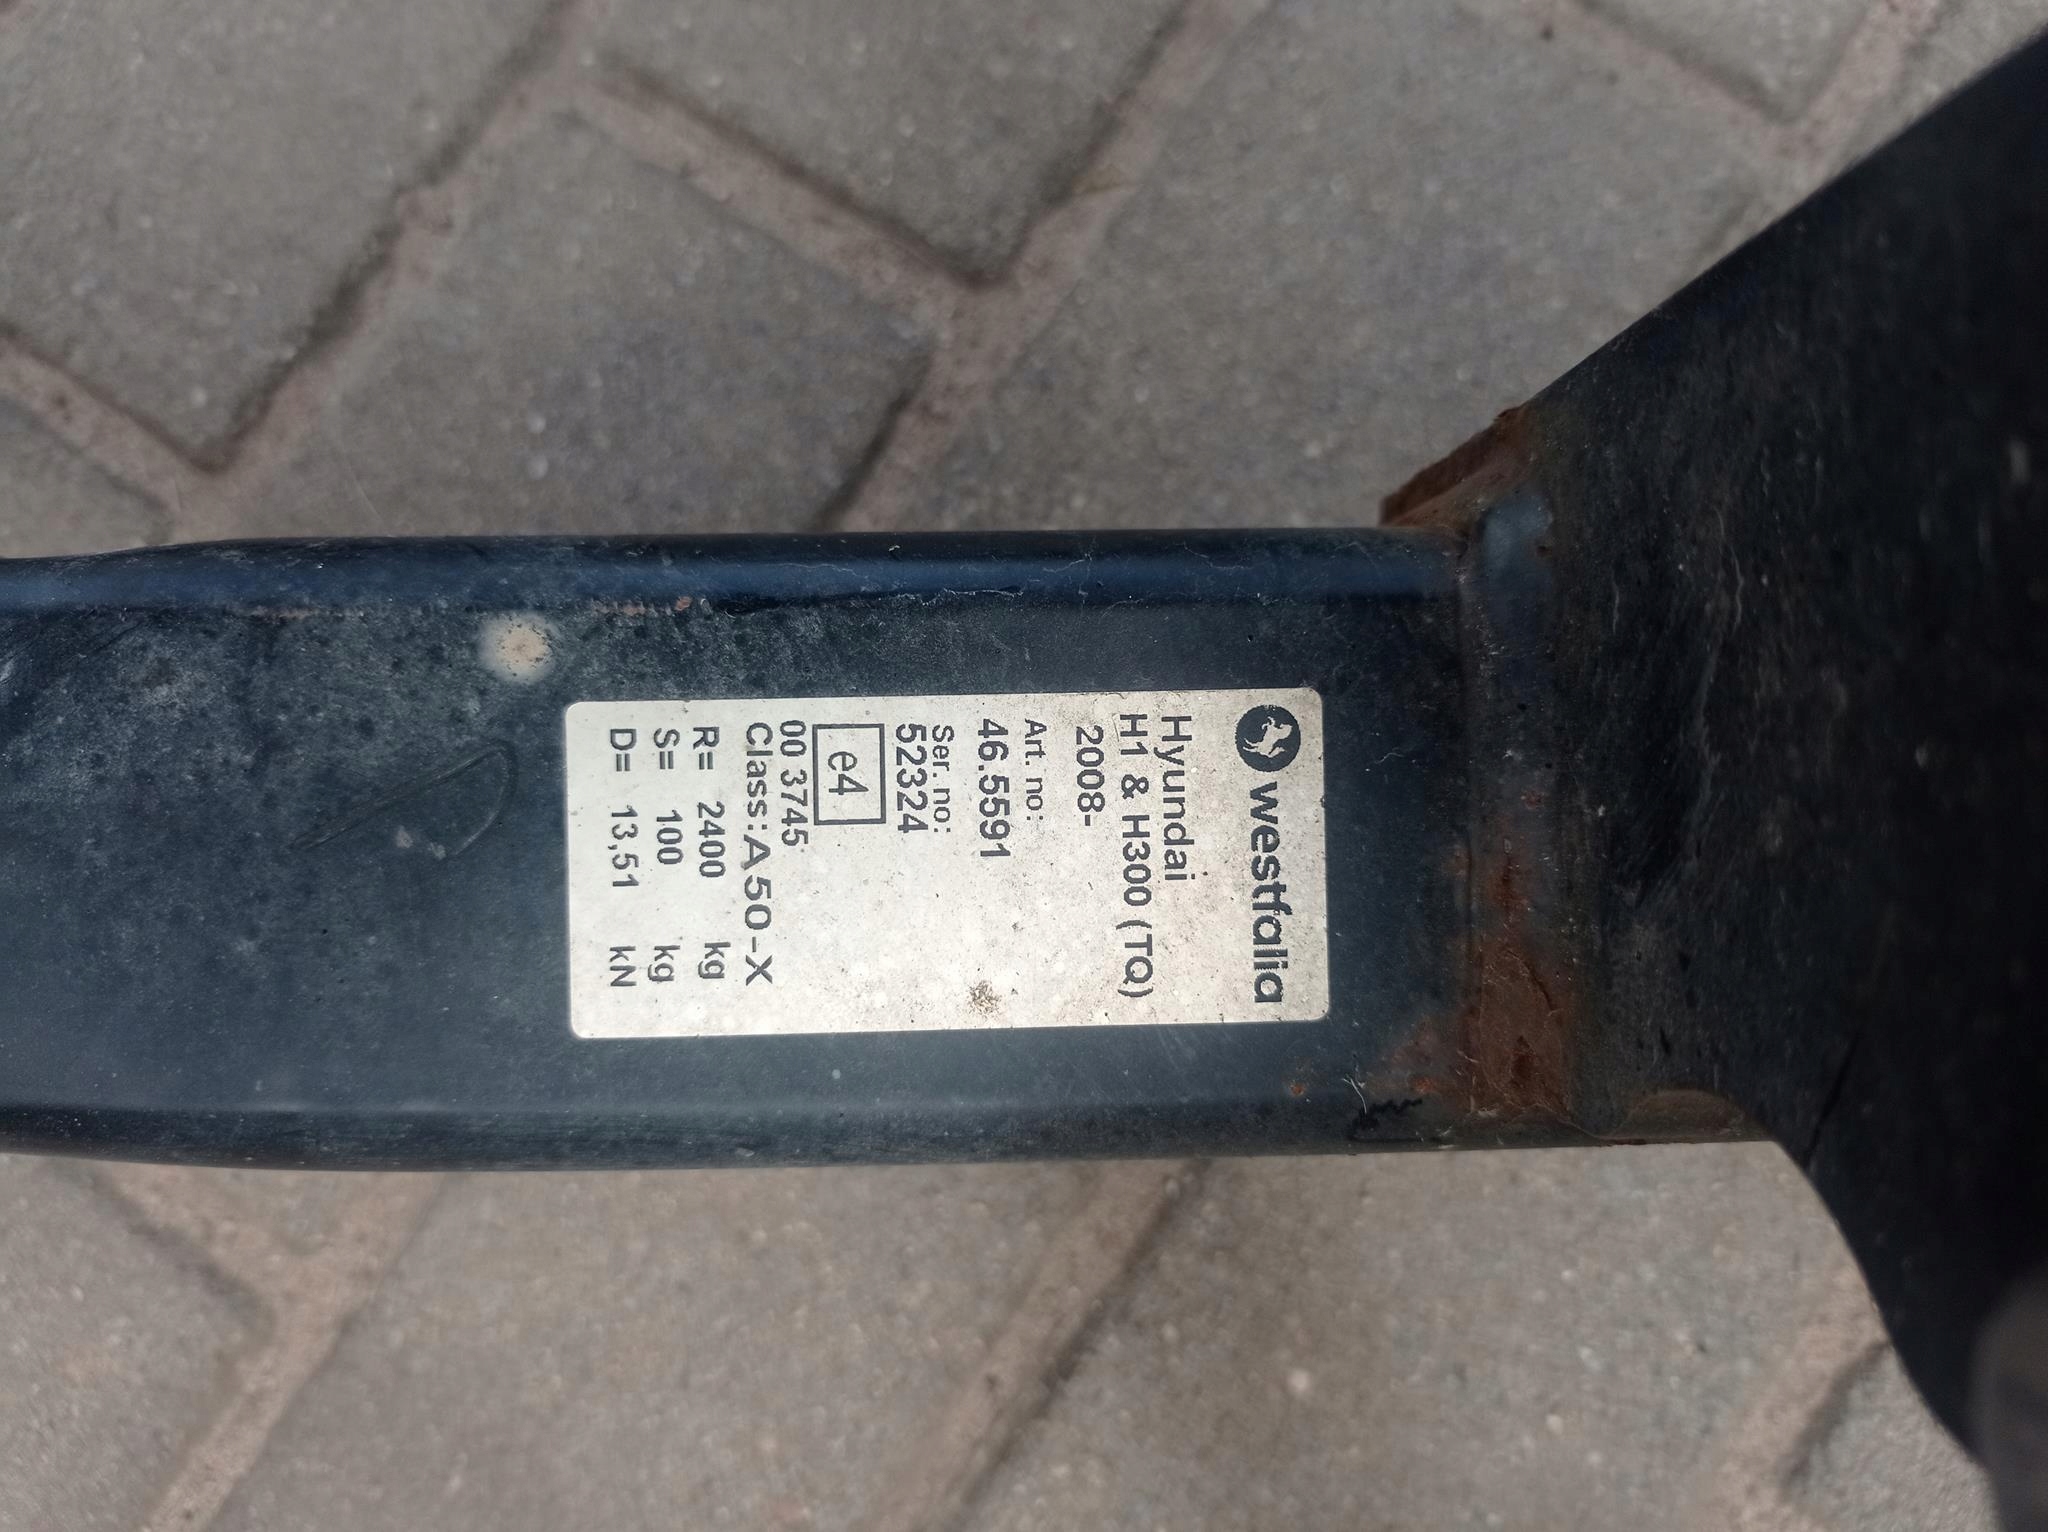 westfalia
Hyundai
H1 & H300 (TQ)
2008-
Art. no:
46.5591
Ser. no:
52324
e4
00 3745
Class: A50-X
R= 2400 kg
S= 100 kg
D= 13,51 kN